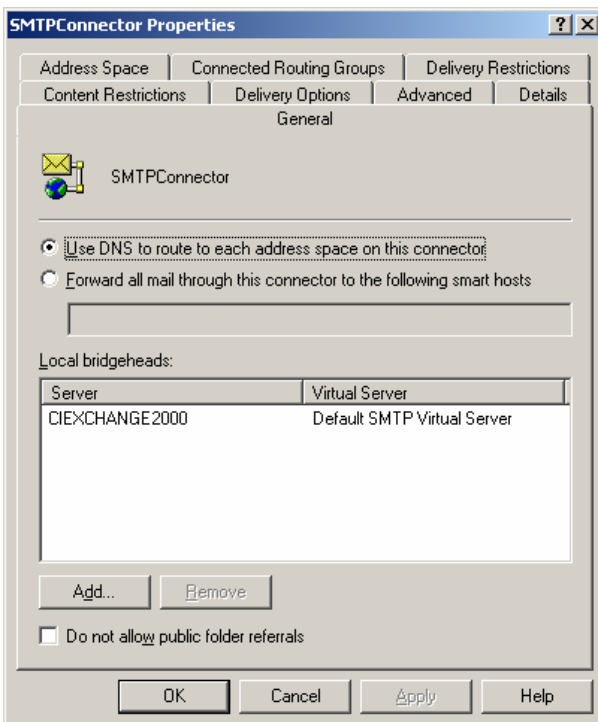 SMTPConnector Properties
Address Space Connected Routing Groups Delivery Restrictions
Content Restrictions Delivery Options Advanced Details
General
SMTPConnector
Use DNS to route to each address space on this connector
Forward all mail through this connector to the following smart hosts
Local bridgeheads:
Server Virtual Server
CIEXCHANGE2000 Default SMTP Virtual Server
Add... Remove
Do not allow public folder referrals
OK Cancel Apply Help